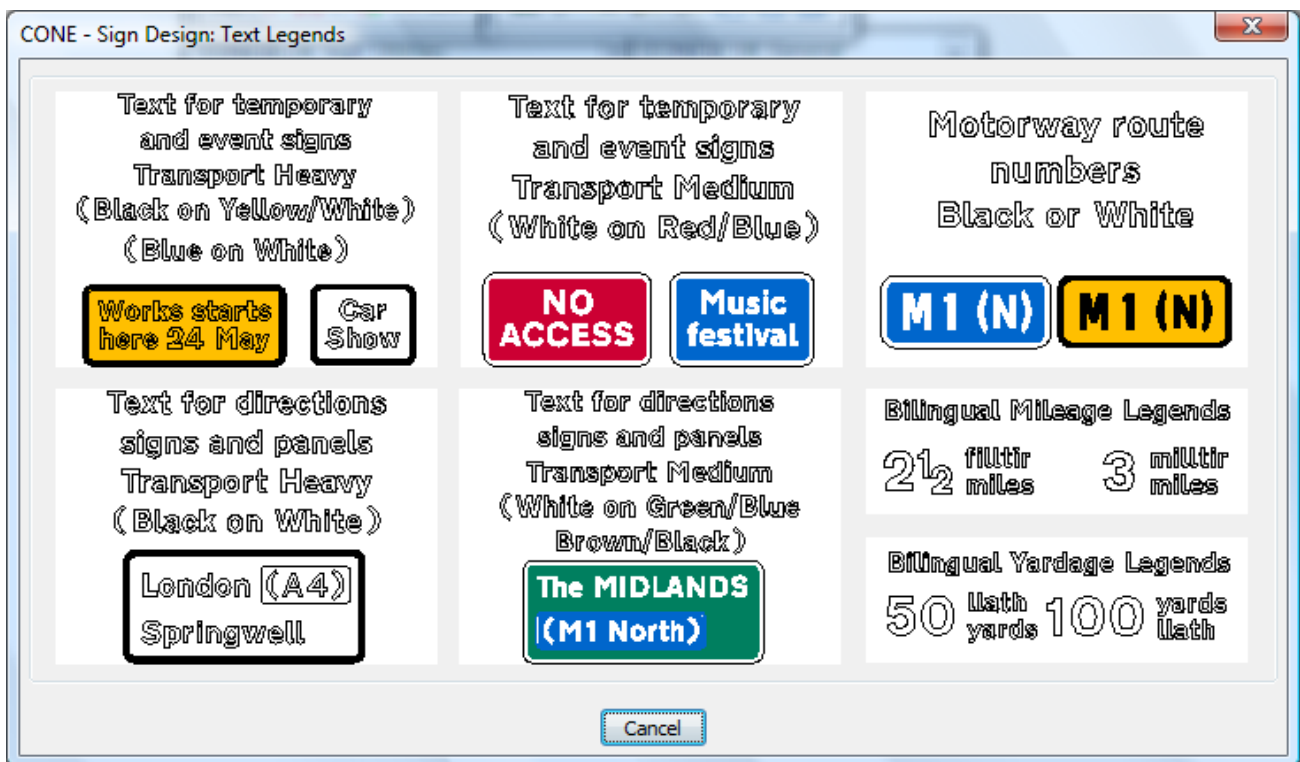 CONE - Sign Design: Text Legends
Text for temporary
and event signs
Transport Heavy
(Black on Yellow/White)
(Blue on White)
Works starts
here 24 May
Car
Show
Text for temporary
and event signs
Transport Medium
(White on Red/Blue)
NO
ACCESS
Music
festival
Motorway route
numbers
Black or White
M1 (N)
M1 (N)
Text for directions
signs and panels
Transport Heavy
(Black on White)
London (A4)
Springwell
Text for directions
signs and panels
Transport Medium
(White on Green/Blue
Brown/Black)
The MIDLANDS
(M1 North)
Bilingual Mileage Legends
2½ filltir
miles
3 milltir
miles
Bilingual Yardage Legends
50 llath
yards
100 yards
llath
Cancel